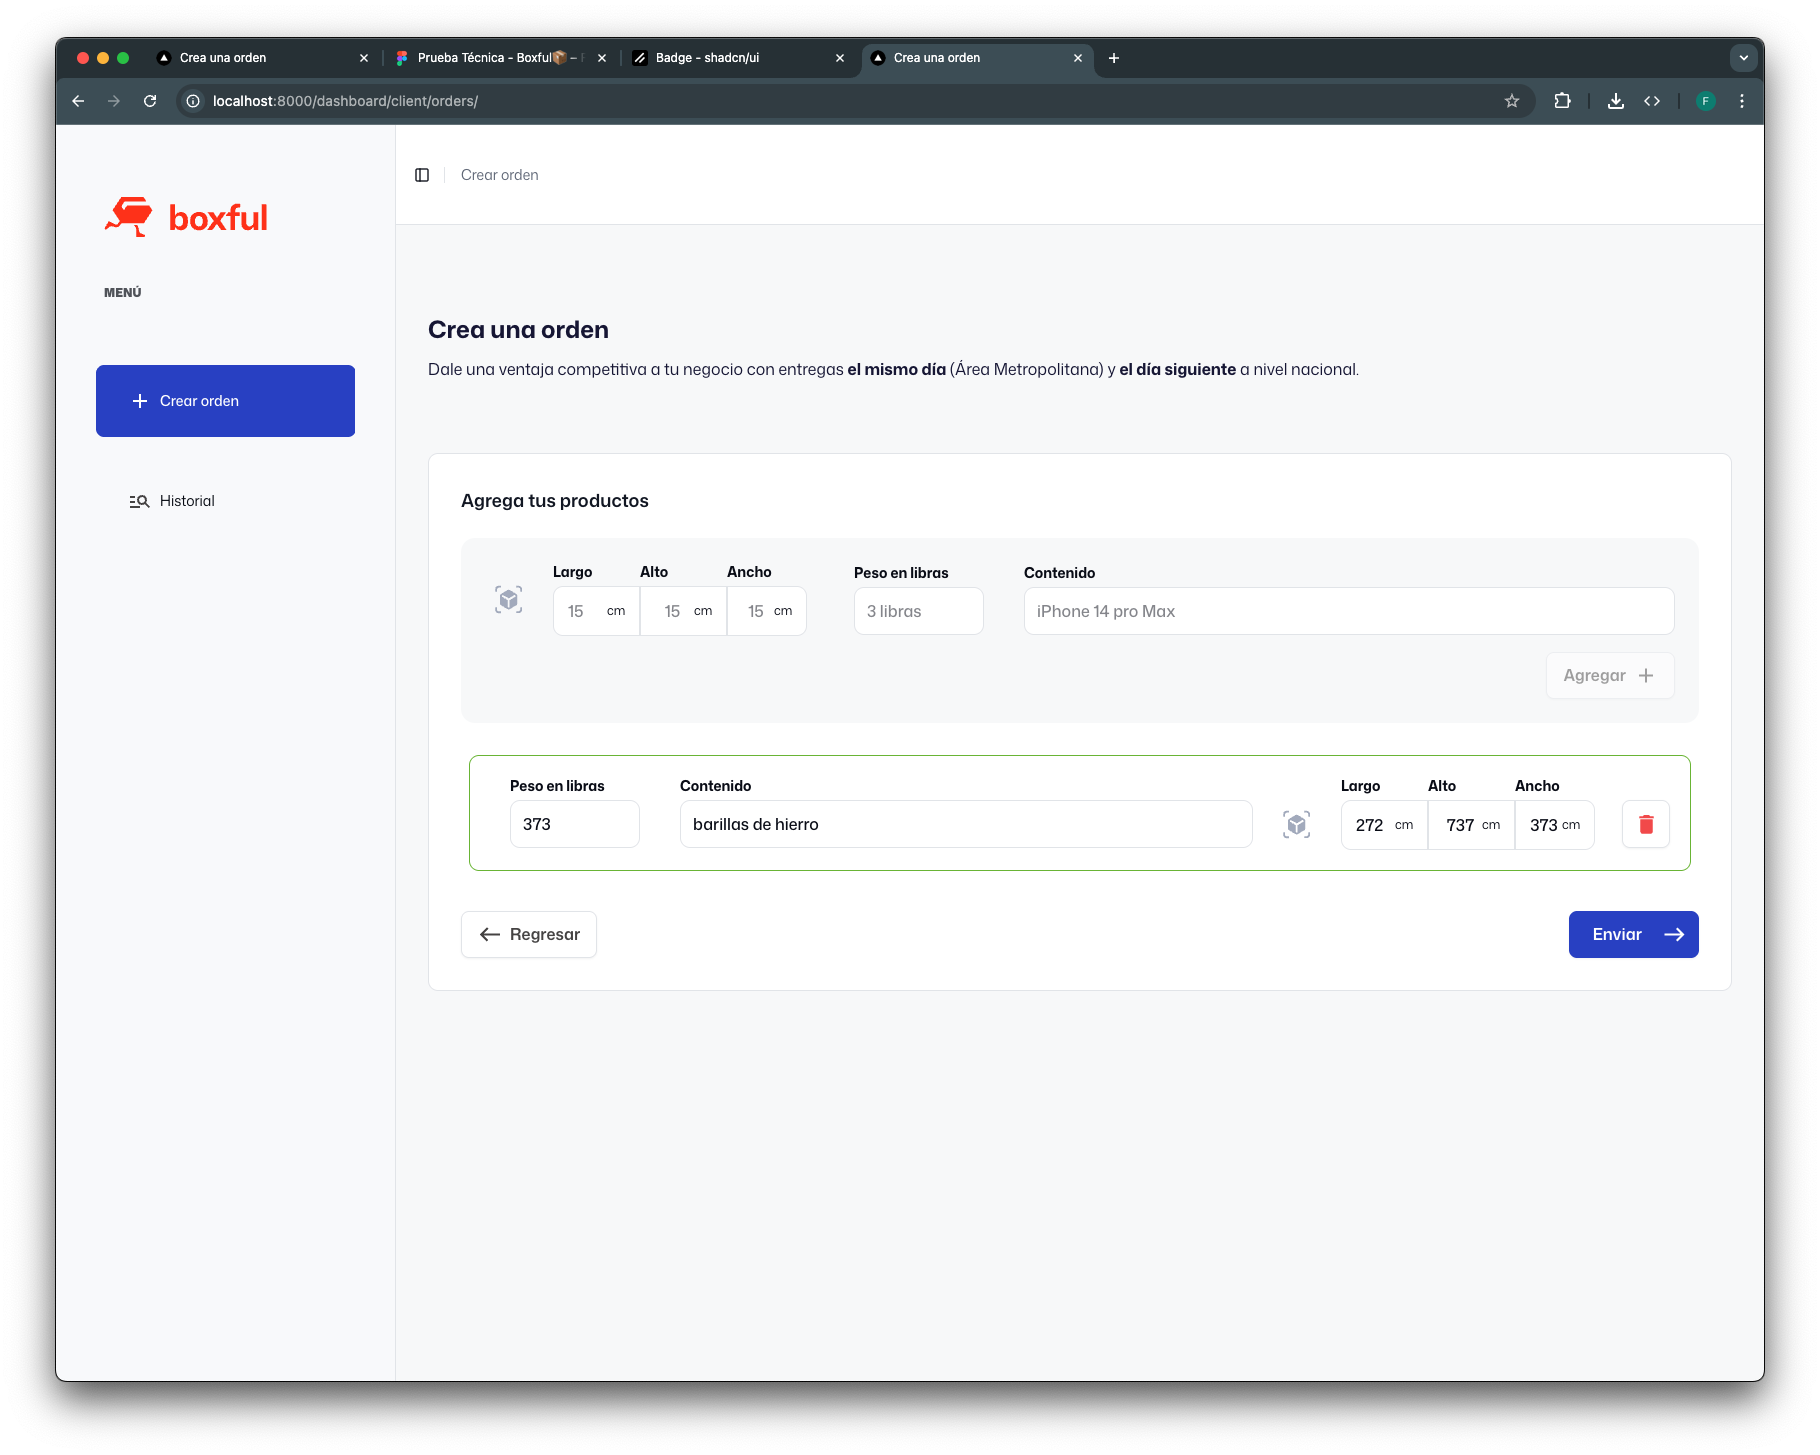 Crea una orden
Prueba Técnica - Boxful📦 –
Badge - shadcn/ui
Crea una orden
localhost:8000/dashboard/client/orders/
F
boxful
MENÚ
Crear orden
Historial
Crear orden
Crea una orden
Dale una ventaja competitiva a tu negocio con entregas el mismo día (Área Metropolitana) y el día siguiente a nivel nacional.
Agrega tus productos
Largo Alto Ancho Peso en libras Contenido
15 cm 15 cm 15 cm 3 libras iPhone 14 pro Max
Agregar
Peso en libras Contenido Largo Alto Ancho
373 barillas de hierro 272 cm 737 cm 373 cm
Regresar Enviar